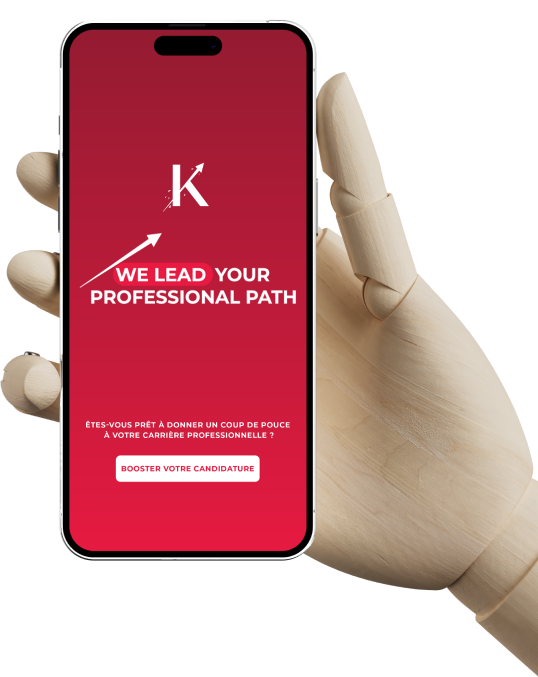 K
WE LEAD YOUR
PROFESSIONAL PATH
ÊTES-VOUS PRÊT À DONNER UN COUP DE POUCE
À VOTRE CARRIÈRE PROFESSIONNELLE ?
BOOSTER VOTRE CANDIDATURE